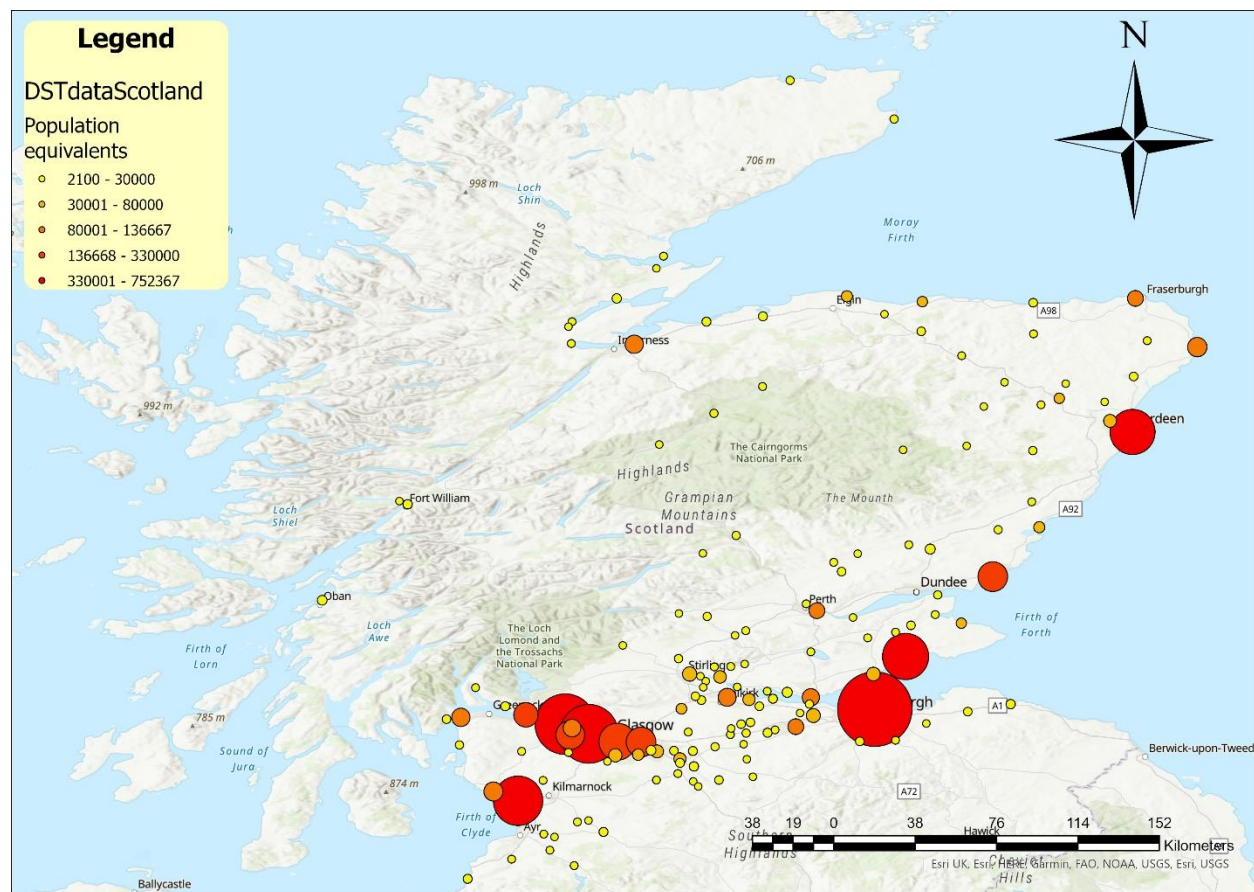 Legend
DSTdataScotland
Population
equivalents
2100 - 30000
30001 - 80000
80001 - 136667
136668 - 330000
330001 - 752367
N
998 m
Loch
Shin
706 m
Highlands
Moray
Firth
Fraserburgh
Elgin
A98
992 m
The Cairngorms
National Park
Highlands
Grampian
Mountains
The Mounth
Fort William
Loch
Shiel
Scotland
A92
Oban
Dundee
Perth
Loch
Awe
The Loch
Lomond and
the Trossachs
National Park
Firth of
Forth
Firth of
Lorn
Glasgow
A1
785 m
Sound of
Jura
Berwick-upon-Tweed
874 m
Kilmarnock
A72
Firth of
Clyde
Ayr
38 19 0 38 76 114 152
Kilometers
Southern
Highlands
Hawick
Hills
Esri UK, Esri, HERE, Garmin, FAO, NOAA, USGS, Esri, USGS
Ballycastle